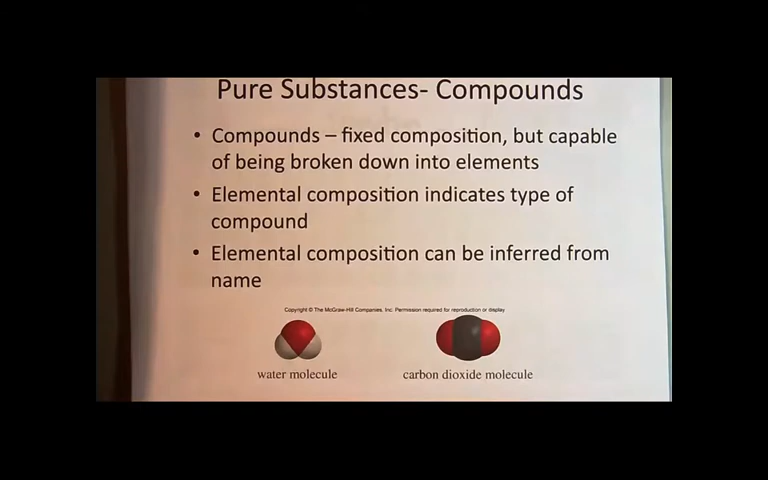 Pure Substances- Compounds
• Compounds – fixed composition, but capable
of being broken down into elements
• Elemental composition indicates type of
compound
• Elemental composition can be inferred from
name
Copyright © The McGraw-Hill Companies, Inc. Permission required for reproduction or display
water molecule
carbon dioxide molecule